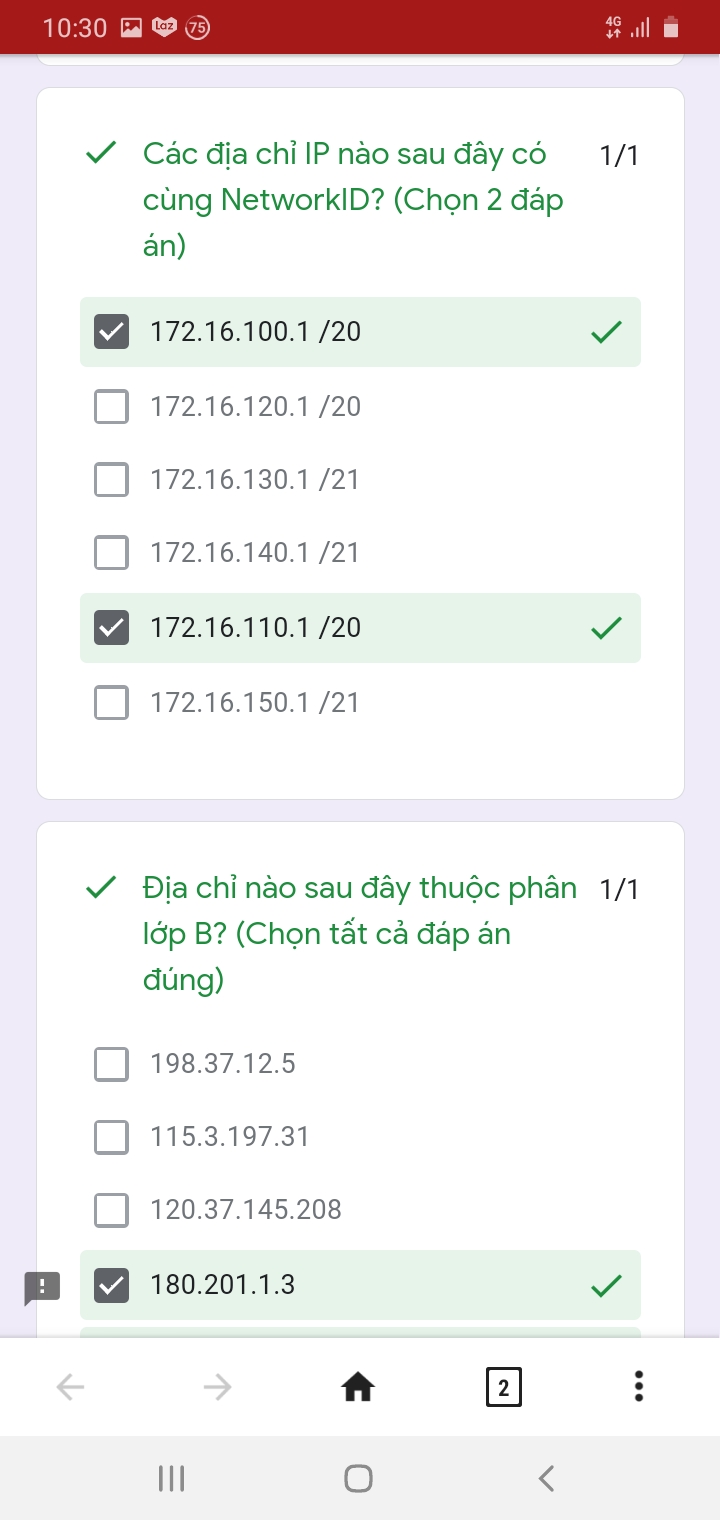 10:30 Laz 75 4G
Các địa chỉ IP nào sau đây có 1/1
cùng NetworkID? (Chọn 2 đáp
án)
172.16.100.1 /20
172.16.120.1 /20
172.16.130.1 /21
172.16.140.1 /21
172.16.110.1 /20
172.16.150.1 /21
Địa chỉ nào sau đây thuộc phân 1/1
lớp B? (Chọn tất cả đáp án
đúng)
198.37.12.5
115.3.197.31
120.37.145.208
180.201.1.3
2